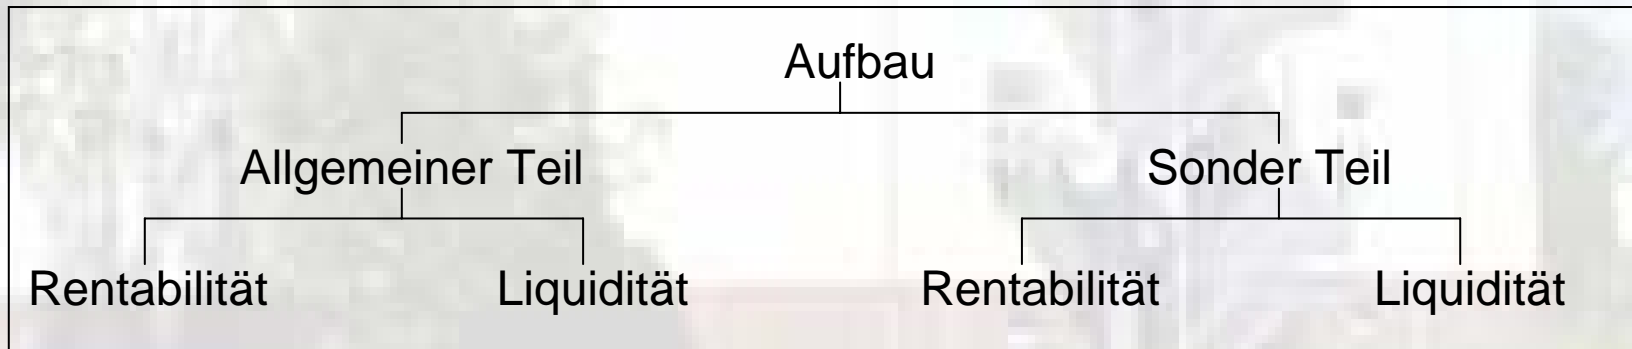 Aufbau
Allgemeiner Teil
Sonder Teil
Rentabilität
Liquidität
Rentabilität
Liquidität